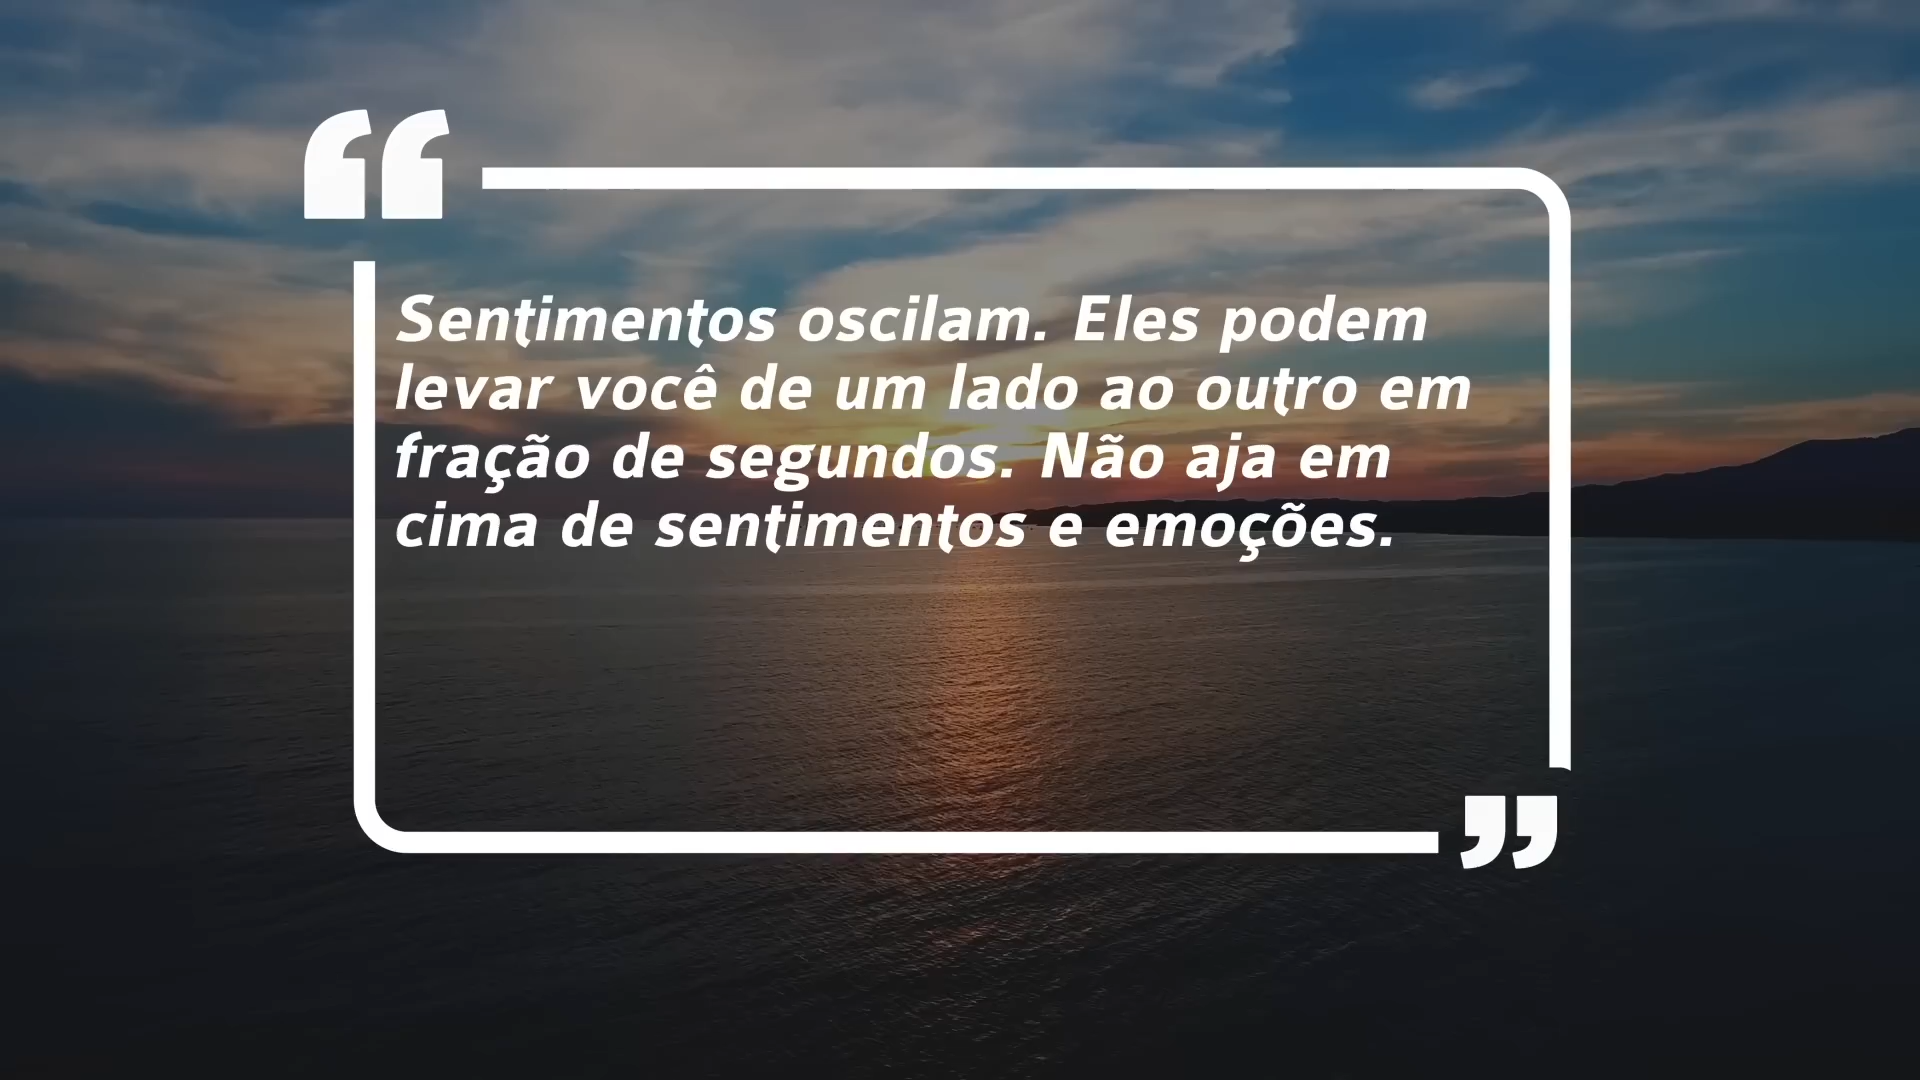 Sentimentos oscilam. Eles podem
levar você de um lado ao outro em
fração de segundos. Não aja em
cima de sentimentos e emoções.